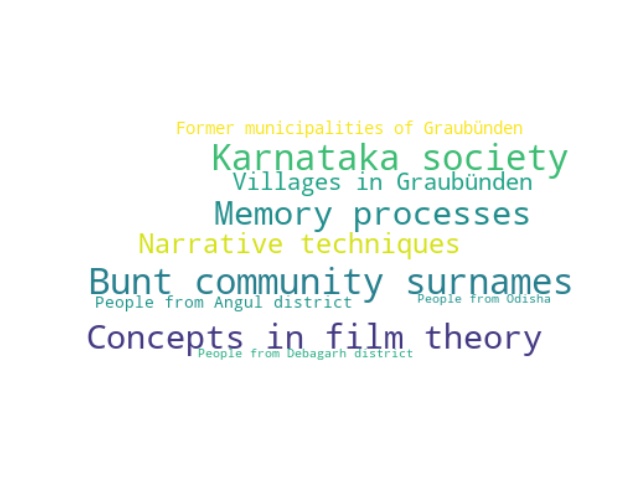 Former municipalities of Graubünden
Karnataka society
Villages in Graubünden
Memory processes
Narrative techniques
Bunt community surnames
People from Angul district
People from Odisha
Concepts in film theory
People from Debagarh district